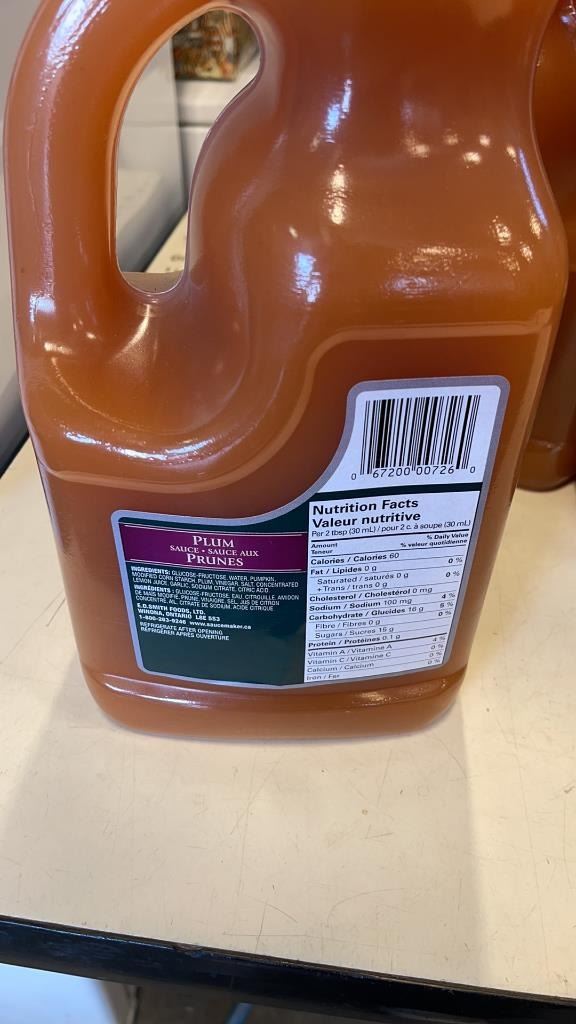 0 67200 00726 0
Nutrition Facts
Valeur nutritive
Per 2 tbsp (30 mL) / pour 2 c. à soupe (30 mL)
Amount % Daily Value
Teneur % valeur quotidienne
Calories / Calories 60
Fat / Lipides 0 g 0 %
Saturated / saturés 0 g
+ Trans / trans 0 g 0 %
Cholesterol / Cholestérol 0 mg
Sodium / Sodium 100 mg 4 %
Carbohydrate / Glucides 16 g 5 %
Fibre / Fibres 0 g 0 %
Sugars / Sucres 15 g
Protein / Protéines 0.1 g
Vitamin A / Vitamine A 4 %
Vitamin C / Vitamine C 0 %
Calcium / Calcium 0 %
Iron / Fer 0 %
PLUM
SAUCE • SAUCE AUX
PRUNES
INGREDIENTS: GLUCOSE-FRUCTOSE, WATER, PUMPKIN,
MODIFIED CORN STARCH, PLUM, VINEGAR, SALT, CONCENTRATED
LEMON JUICE, GARLIC, SODIUM CITRATE, CITRIC ACID.
INGRÉDIENTS : GLUCOSE-FRUCTOSE, EAU, CITROUILLE, AMIDON
DE MAÏS MODIFIÉ, PRUNE, VINAIGRE, SEL, JUS DE CITRON
CONCENTRÉ, AIL, CITRATE DE SODIUM, ACIDE CITRIQUE
E.D.SMITH FOODS, LTD.
WINONA, ONTARIO L8E 5S3
1-800-263-9246 www.saucemaker.ca
REFRIGERATE AFTER OPENING
RÉFRIGÉRER APRÈS OUVERTURE